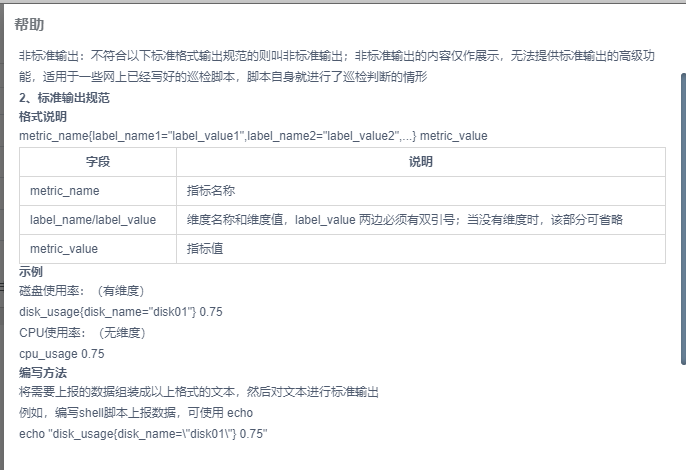 帮助
非标准输出：不符合以下标准格式输出规范的则叫非标准输出；非标准输出的内容仅作展示，无法提供标准输出的高级功
能，适用于一些网上已经写好的巡检脚本，脚本自身就进行了巡检判断的情形
2、标准输出规范
格式说明
metric_name{label_name1="label_value1",label_name2="label_value2",...} metric_value
字段 说明
metric_name 指标名称
label_name/label_value 维度名称和维度值，label_value 两边必须有双引号；当没有维度时，该部分可省略
metric_value 指标值
示例
磁盘使用率：（有维度）
disk_usage{disk_name="disk01"} 0.75
CPU使用率：（无维度）
cpu_usage 0.75
编写方法
将需要上报的数据组装成以上格式的文本，然后对文本进行标准输出
例如，编写shell脚本上报数据，可使用 echo
echo "disk_usage{disk_name=\"disk01\"} 0.75"